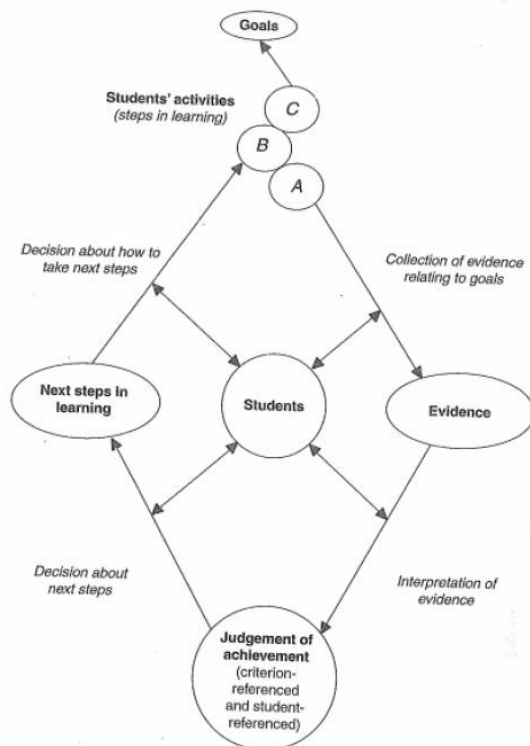 Goals
Students' activities
(steps in learning)
C
B
A
Decision about how to
take next steps
Collection of evidence
relating to goals
Next steps in
learning
Students
Evidence
Decision about
next steps
Interpretation of
evidence
Judgement of
achievement
(criterion-
referenced
and student-
referenced)